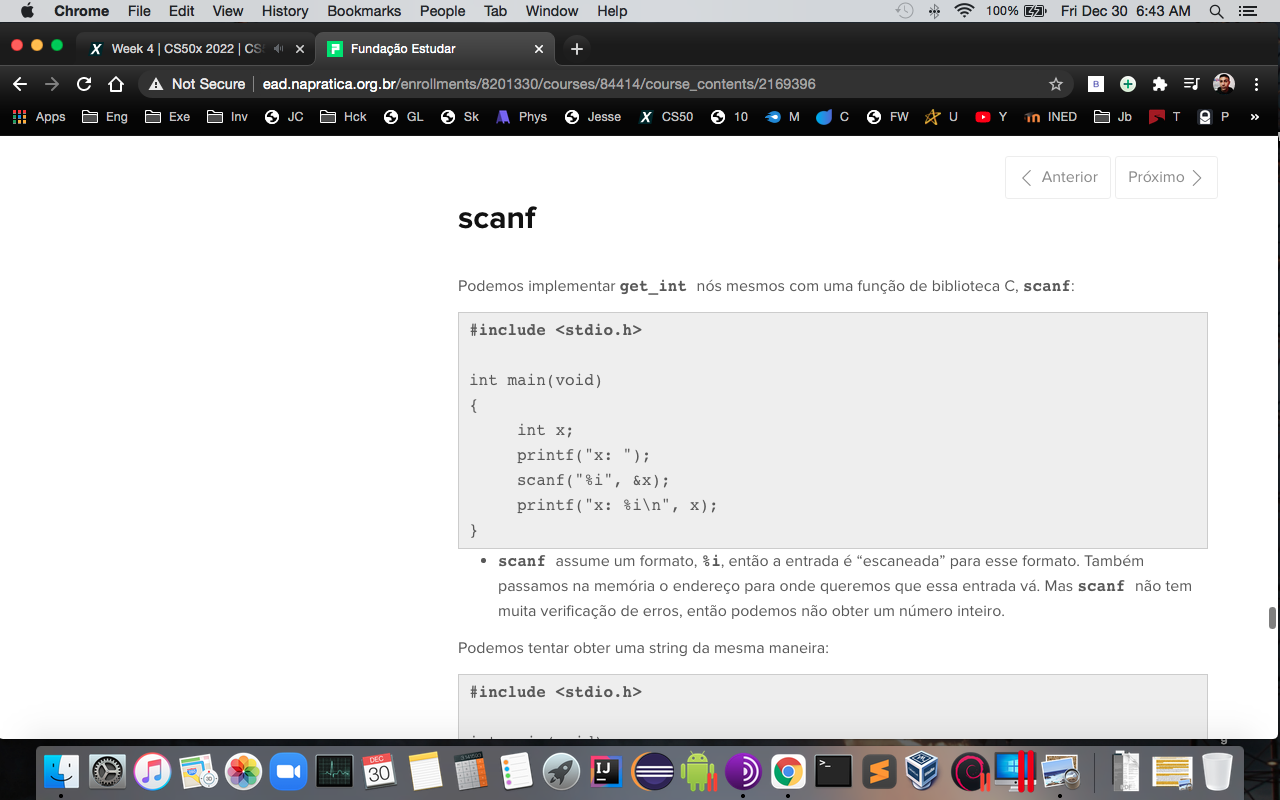 Chrome File Edit View History Bookmarks People Tab Window Help 100% Fri Dec 30 6:43 AM
Week 4 | CS50x 2022 | CS Fundação Estudar
Not Secure ead.napratica.org.br/enrollments/8201330/courses/84414/course_contents/2169396
Apps Eng Exe Inv JC Hck GL Sk Phys Jesse CS50 10 M C FW U Y INED Jb T P »
Anterior Próximo
scanf
Podemos implementar get_int nós mesmos com uma função de biblioteca C, scanf:
#include <stdio.h>
int main(void)
{
int x;
printf("x: ");
scanf("%i", &x);
printf("x: %i\n", x);
}
• scanf assume um formato, %i, então a entrada é “escaneada” para esse formato. Também
passamos na memória o endereço para onde queremos que essa entrada vá. Mas scanf não tem
muita verificação de erros, então podemos não obter um número inteiro.
Podemos tentar obter uma string da mesma maneira:
#include <stdio.h>
DEC
30
IJ